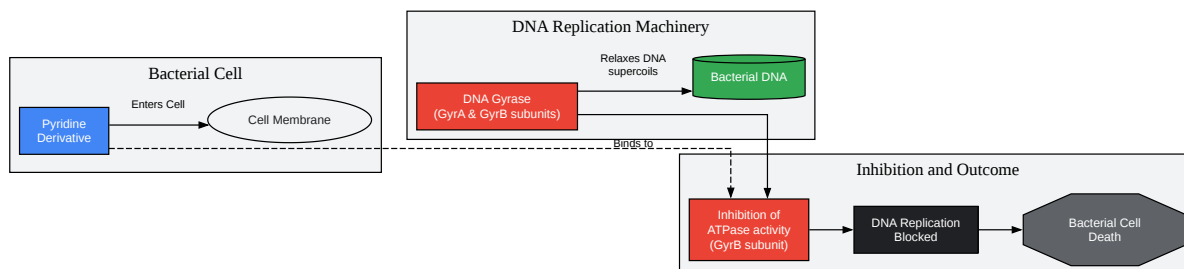 DNA Replication Machinery
Relaxes DNA
supercoils
Bacterial DNA
DNA Gyrase
(GyrA & GyrB subunits)
Bacterial Cell
Enters Cell
Pyridine
Derivative
Cell Membrane
Binds to
Inhibition and Outcome
Inhibition of
ATPase activity
(GyrB subunit)
DNA Replication
Blocked
Bacterial Cell
Death